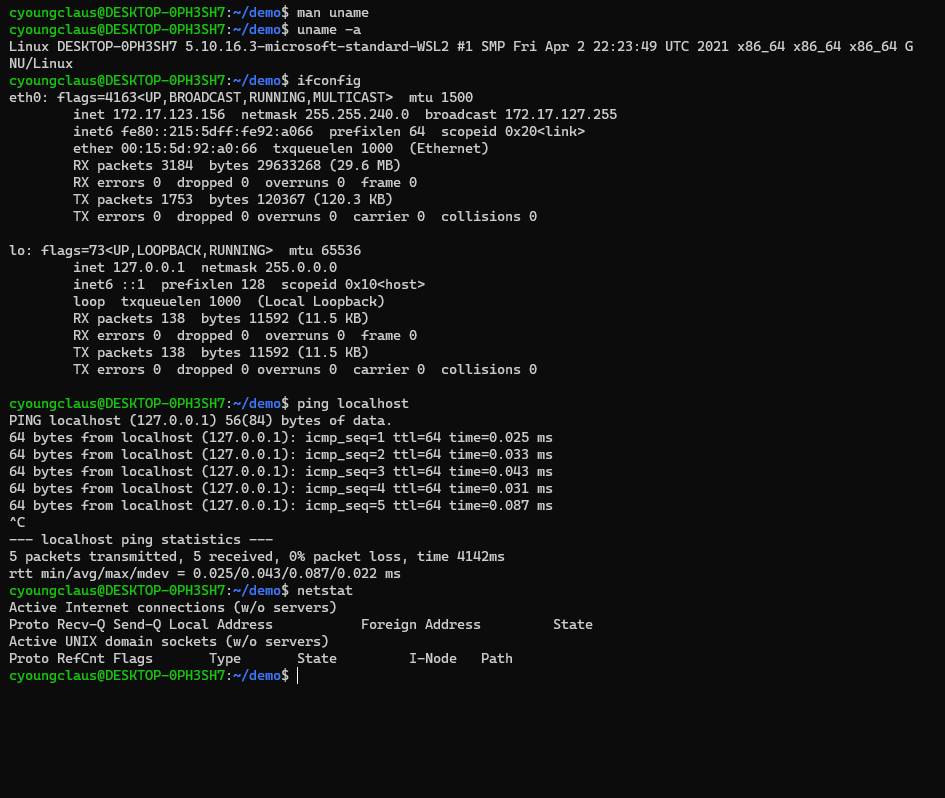 cyoungclaus@DESKTOP-0PH3SH7:~/demo$ man uname
cyoungclaus@DESKTOP-0PH3SH7:~/demo$ uname -a
Linux DESKTOP-0PH3SH7 5.10.16.3-microsoft-standard-WSL2 #1 SMP Fri Apr 2 22:23:49 UTC 2021 x86_64 x86_64 x86_64 G
NU/Linux
cyoungclaus@DESKTOP-0PH3SH7:~/demo$ ifconfig
eth0: flags=4163<UP,BROADCAST,RUNNING,MULTICAST>  mtu 1500
        inet 172.17.123.156  netmask 255.255.240.0  broadcast 172.17.127.255
        inet6 fe80::215:5dff:fe92:a066  prefixlen 64  scopeid 0x20<link>
        ether 00:15:5d:92:a0:66  txqueuelen 1000  (Ethernet)
        RX packets 3184  bytes 29633268 (29.6 MB)
        RX errors 0  dropped 0  overruns 0  frame 0
        TX packets 1753  bytes 120367 (120.3 KB)
        TX errors 0  dropped 0 overruns 0  carrier 0  collisions 0

lo: flags=73<UP,LOOPBACK,RUNNING>  mtu 65536
        inet 127.0.0.1  netmask 255.0.0.0
        inet6 ::1  prefixlen 128  scopeid 0x10<host>
        loop  txqueuelen 1000  (Local Loopback)
        RX packets 138  bytes 11592 (11.5 KB)
        RX errors 0  dropped 0  overruns 0  frame 0
        TX packets 138  bytes 11592 (11.5 KB)
        TX errors 0  dropped 0 overruns 0  carrier 0  collisions 0

cyoungclaus@DESKTOP-0PH3SH7:~/demo$ ping localhost
PING localhost (127.0.0.1) 56(84) bytes of data.
64 bytes from localhost (127.0.0.1): icmp_seq=1 ttl=64 time=0.025 ms
64 bytes from localhost (127.0.0.1): icmp_seq=2 ttl=64 time=0.033 ms
64 bytes from localhost (127.0.0.1): icmp_seq=3 ttl=64 time=0.043 ms
64 bytes from localhost (127.0.0.1): icmp_seq=4 ttl=64 time=0.031 ms
64 bytes from localhost (127.0.0.1): icmp_seq=5 ttl=64 time=0.087 ms
^C
--- localhost ping statistics ---
5 packets transmitted, 5 received, 0% packet loss, time 4142ms
rtt min/avg/max/mdev = 0.025/0.043/0.087/0.022 ms
cyoungclaus@DESKTOP-0PH3SH7:~/demo$ netstat
Active Internet connections (w/o servers)
Proto Recv-Q Send-Q Local Address           Foreign Address         State
Active UNIX domain sockets (w/o servers)
Proto RefCnt Flags       Type       State         I-Node   Path
cyoungclaus@DESKTOP-0PH3SH7:~/demo$